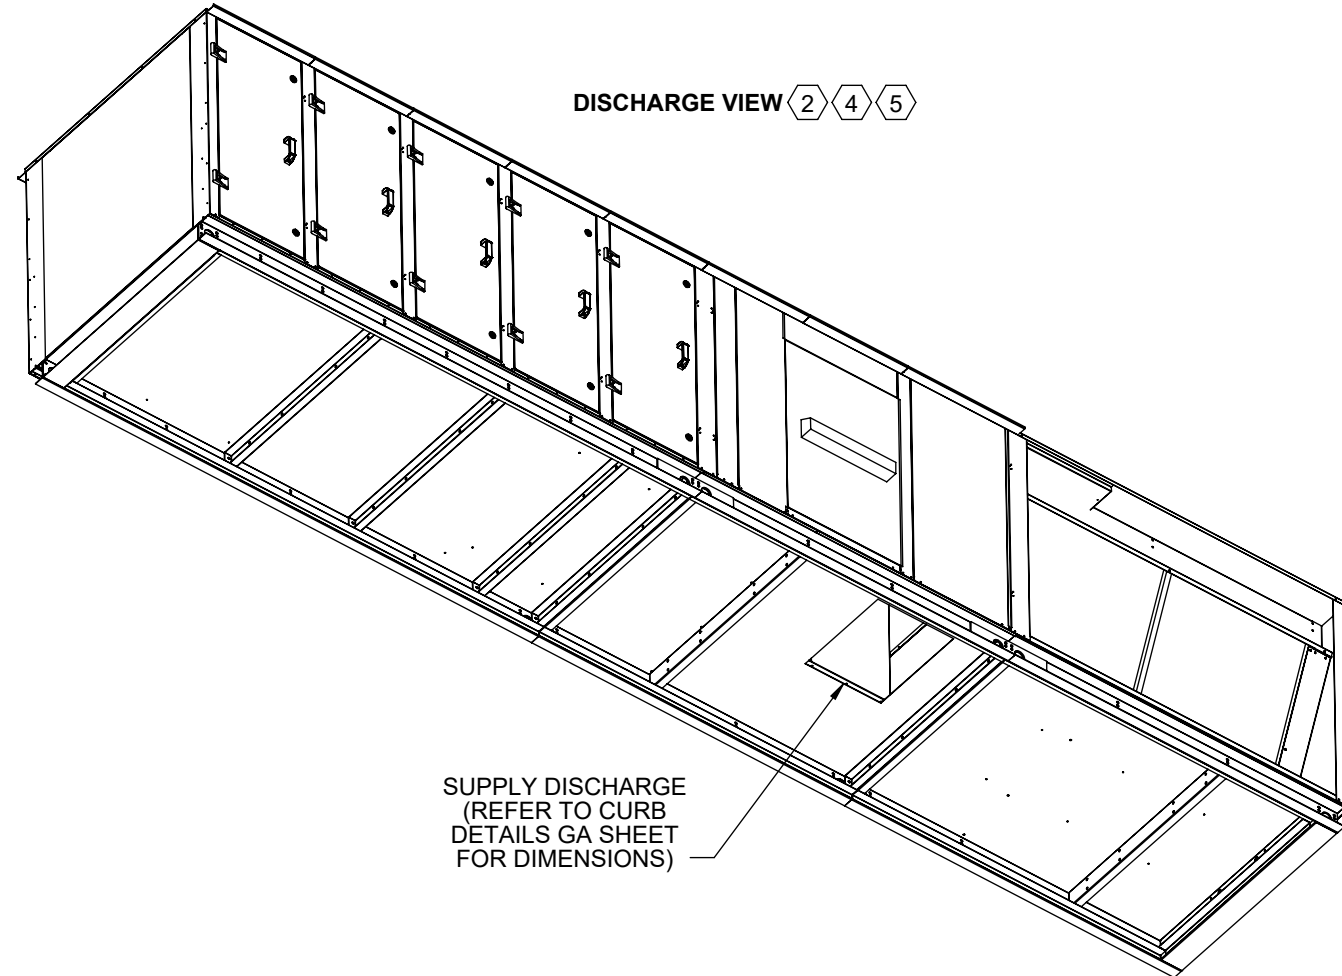 DISCHARGE VIEW 2 4 5
SUPPLY DISCHARGE
(REFER TO CURB
DETAILS GA SHEET
FOR DIMENSIONS)